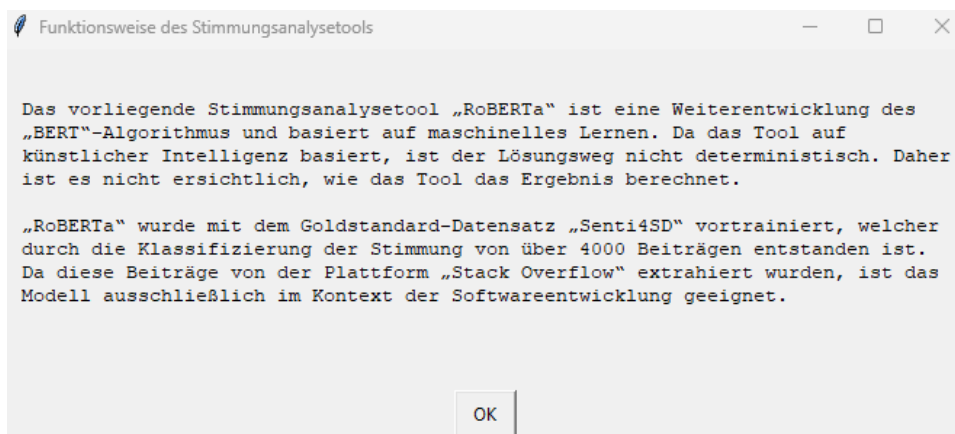 Funktionsweise des Stimmungsanalysetools
Das vorliegende Stimmungsanalysetool „RoBERTa“ ist eine Weiterentwicklung des
„BERT“-Algorithmus und basiert auf maschinelles Lernen. Da das Tool auf
künstlicher Intelligenz basiert, ist der Lösungsweg nicht deterministisch. Daher
ist es nicht ersichtlich, wie das Tool das Ergebnis berechnet.
„RoBERTa“ wurde mit dem Goldstandard-Datensatz „Senti4SD“ vortrainiert, welcher
durch die Klassifizierung der Stimmung von über 4000 Beiträgen entstanden ist.
Da diese Beiträge von der Plattform „Stack Overflow“ extrahiert wurden, ist das
Modell ausschließlich im Kontext der Softwareentwicklung geeignet.
OK